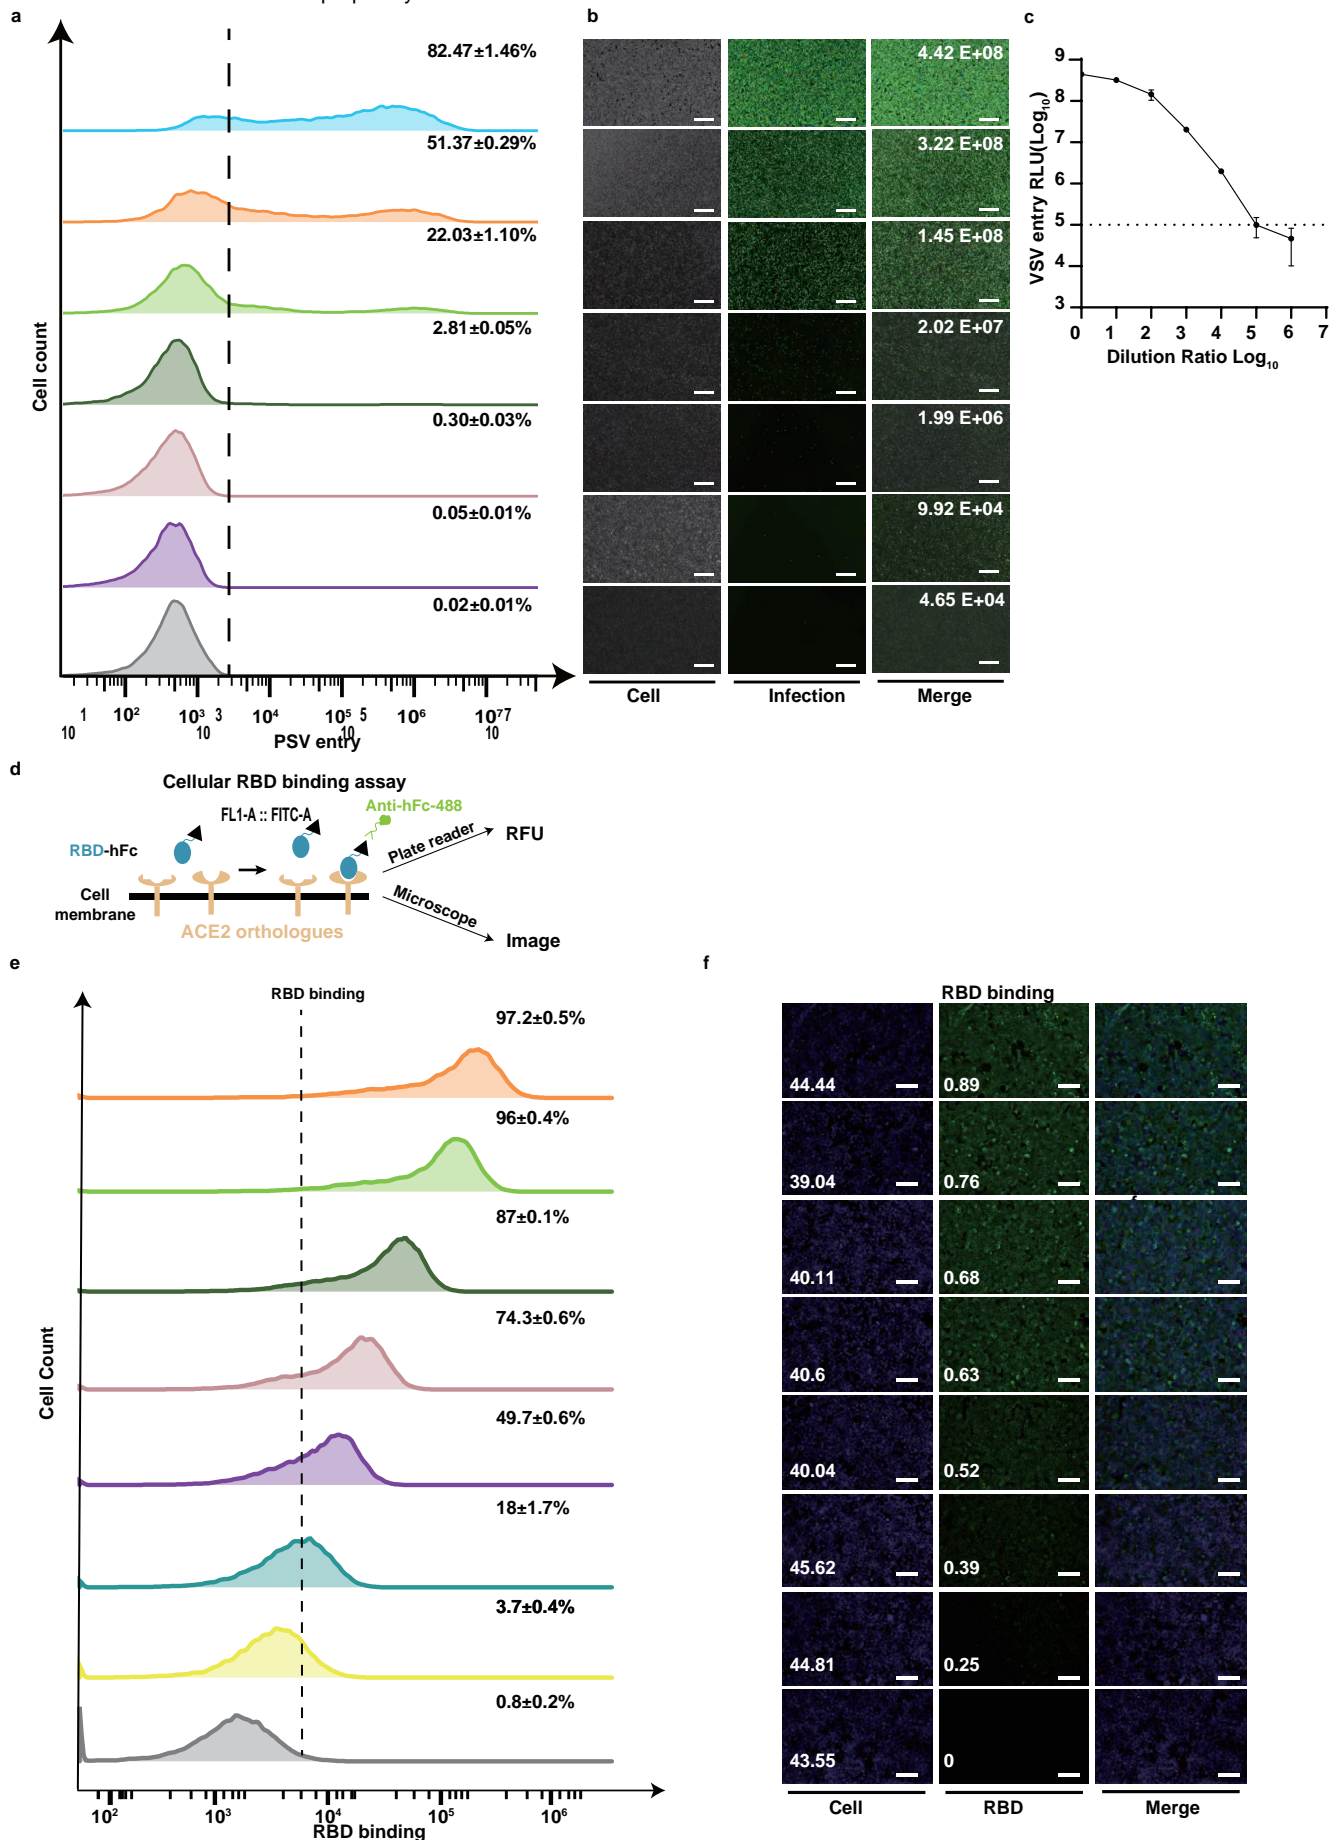 a
82.47±1.46%
51.37±0.29%
22.03±1.10%
2.81±0.05%
0.30±0.03%
0.05±0.01%
0.02±0.01%
Cell count
10² 10³ 10⁴ 10⁵ 10⁶ 10⁷
10¹ 10³ 10⁵ 10⁷
PSV entry
b
4.42 E+08
3.22 E+08
1.45 E+08
2.02 E+07
1.99 E+06
9.92 E+04
4.65 E+04
Cell Infection Merge
c
VSV entry RLU(Log₁₀)
9
8
7
6
5
4
3
0 1 2 3 4 5 6 7
Dilution Ratio Log₁₀
d
Cellular RBD binding assay
FL1-A :: FITC-A
Anti-hFc-488
RBD-hFc
Plate reader
RFU
Cell
membrane
Microscope
ACE2 orthologues
Image
e
RBD binding
97.2±0.5%
96±0.4%
87±0.1%
74.3±0.6%
49.7±0.6%
18±1.7%
3.7±0.4%
0.8±0.2%
Cell Count
10² 10³ 10⁴ 10⁵ 10⁶
RBD binding
f
RBD binding
44.44 0.89
39.04 0.76
40.11 0.68
40.6 0.63
40.04 0.52
45.62 0.39
44.81 0.25
43.55 0
Cell RBD Merge